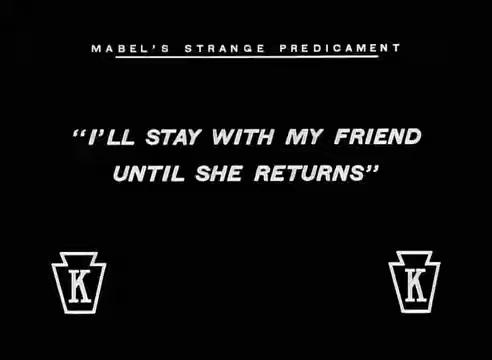 MABEL'S STRANGE PREDICAMENT
"I'LL STAY WITH MY FRIEND
UNTIL SHE RETURNS"
K K